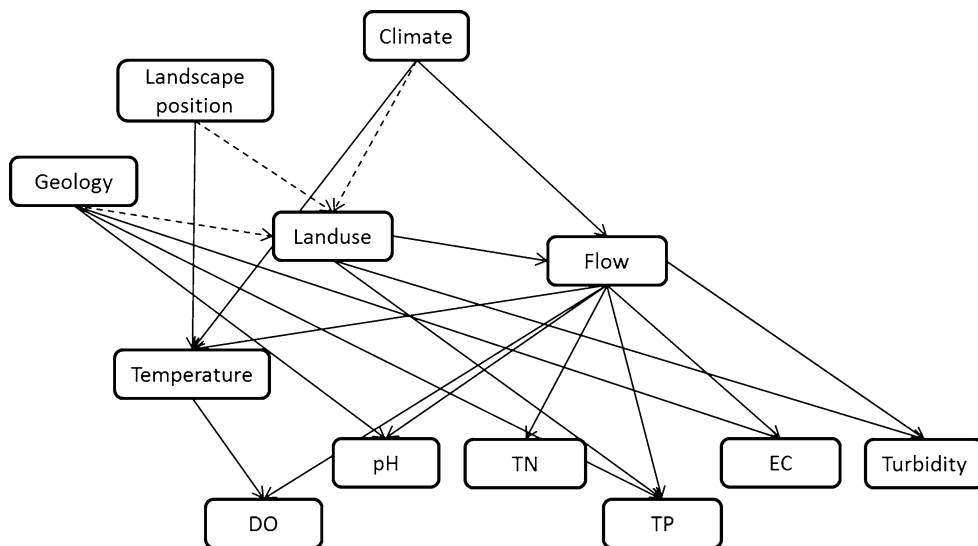 Climate
Landscape
position
Geology
Landuse
Flow
Temperature
pH
TN
EC
Turbidity
DO
TP